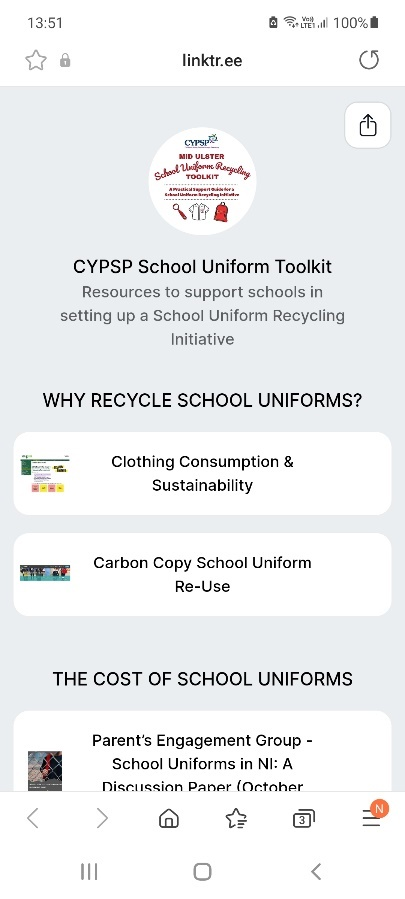 13:51
Vo))
LTE1
100%
linktr.ee
CYPSP
MID ULSTER
School Uniform Recycling
TOOLKIT
A Practical Support Guide for a
School Uniform Recycling Initiative
CYPSP School Uniform Toolkit
Resources to support schools in
setting up a School Uniform Recycling
Initiative
WHY RECYCLE SCHOOL UNIFORMS?
Clothing Consumption &
Sustainability
Carbon Copy School Uniform
Re-Use
THE COST OF SCHOOL UNIFORMS
Parent's Engagement Group -
School Uniforms in NI: A
Discussion Paper (October
3
N